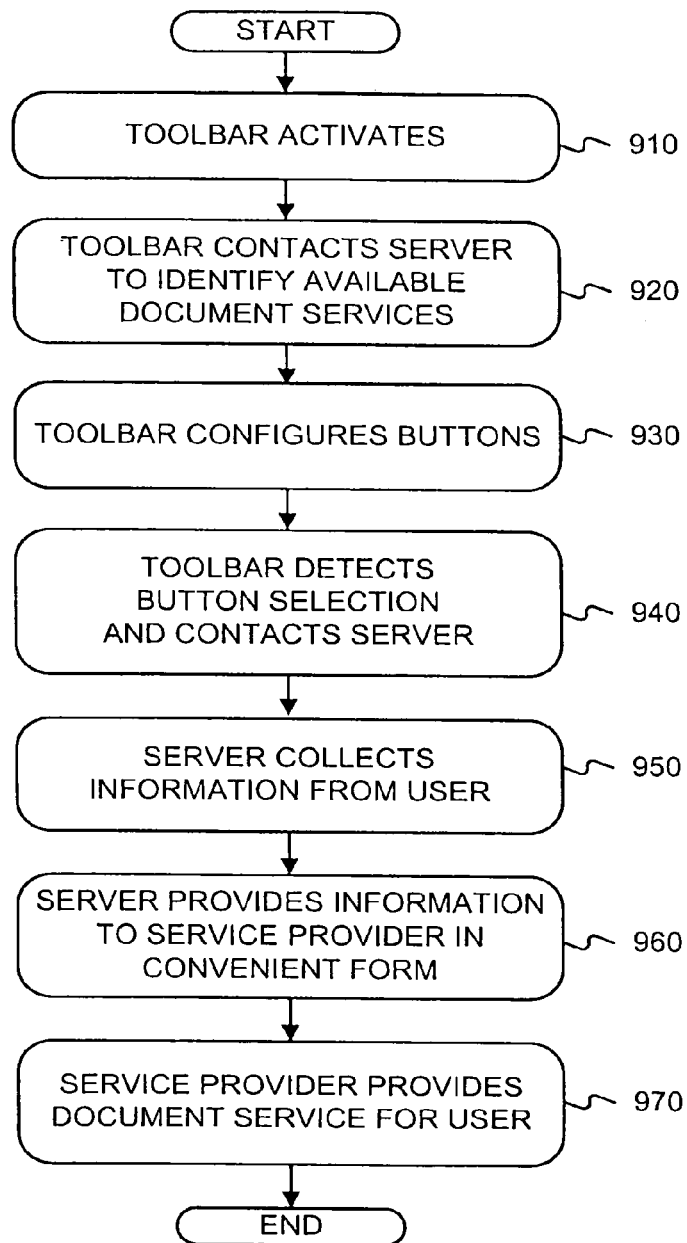 START
TOOLBAR ACTIVATES
910
TOOLBAR CONTACTS SERVER
TO IDENTIFY AVAILABLE
DOCUMENT SERVICES
920
TOOLBAR CONFIGURES BUTTONS
930
TOOLBAR DETECTS
BUTTON SELECTION
AND CONTACTS SERVER
940
SERVER COLLECTS
INFORMATION FROM USER
950
SERVER PROVIDES INFORMATION
TO SERVICE PROVIDER IN
CONVENIENT FORM
960
SERVICE PROVIDER PROVIDES
DOCUMENT SERVICE FOR USER
970
END